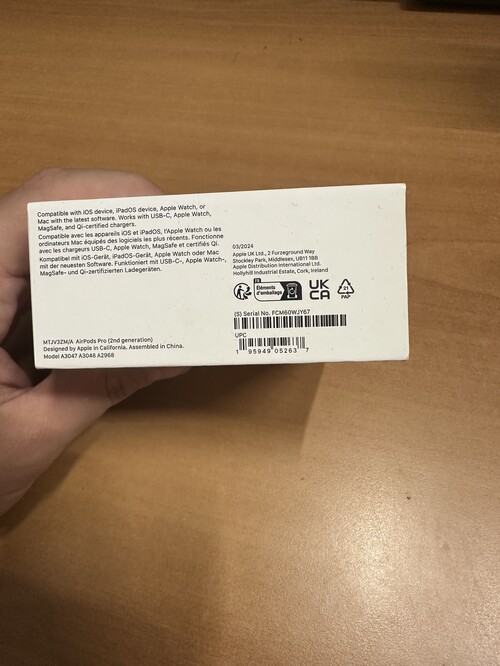 Compatible with iOS device, iPadOS device, Apple Watch, or
Mac with the latest software. Works with USB-C, Apple Watch,
MagSafe, and Qi-certified chargers.
Compatible avec les appareils iOS et iPadOS, l'Apple Watch ou les
ordinateurs Mac équipés des logiciels les plus récents. Fonctionne
avec les chargeurs USB-C, Apple Watch, MagSafe et certifiés Qi.
Kompatibel mit iOS-Gerät, iPadOS-Gerät, Apple Watch oder Mac
mit der neuesten Software. Funktioniert mit USB-C-, Apple Watch-,
MagSafe- und Qi-zertifizierten Ladegeräten.
MTJV3ZM/A AirPods Pro (2nd generation)
Designed by Apple in California. Assembled in China.
Model A3047 A3048 A2968
03/2024
Apple UK Ltd., 2 Furzeground Way
Stockley Park, Middlesex, UB11 1BB
Apple Distribution International Ltd.
Hollyhill Industrial Estate, Cork, Ireland
FR
Éléments
d'emballage
UK
CA
21
PAP
(S) Serial No. FCM60WJY67
UPC
1 95949 05263 7